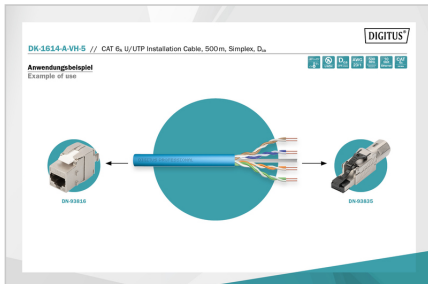 DIGITUS®
DK-1614-A-VH-5 // CAT 6A U/UTP Installation Cable, 500m, Simplex, Dca
Anwendungsbeispiel
Example of use
DN-93816
DN-93835